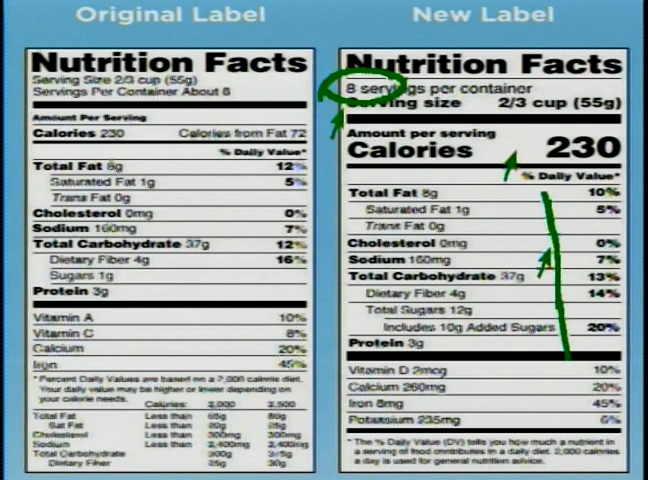 Original Label
Nutrition Facts
Serving Size 2/3 cup (55g)
Servings Per Container About 8
Amount Per Serving
Calories 230 Calories from Fat 72
% Daily Value*
Total Fat 8g 12%
Saturated Fat 1g 5%
Trans Fat 0g
Cholesterol 0mg 0%
Sodium 160mg 7%
Total Carbohydrate 37g 12%
Dietary Fiber 4g 16%
Sugars 1g
Protein 3g
Vitamin A 10%
Vitamin C 8%
Calcium 20%
Iron 45%
* Percent Daily Values are based on a 2,000 calorie diet.
Your daily value may be higher or lower depending on
your calorie needs.
Calories: 2,000 2,500
Total Fat Less than 65g 80g
Sat Fat Less than 20g 25g
Cholesterol Less than 300mg 300mg
Sodium Less than 2,400mg 2,400mg
Total Carbohydrate 300g 375g
Dietary Fiber 25g 30g
New Label
Nutrition Facts
8 servings per container
Serving size 2/3 cup (55g)
Amount per serving
Calories 230
% Daily Value*
Total Fat 8g 10%
Saturated Fat 1g 5%
Trans Fat 0g
Cholesterol 0mg 0%
Sodium 160mg 7%
Total Carbohydrate 37g 13%
Dietary Fiber 4g 14%
Total Sugars 12g
Includes 10g Added Sugars 20%
Protein 3g
Vitamin D 2mcg 10%
Calcium 260mg 20%
Iron 8mg 45%
Potassium 235mg 6%
* The % Daily Value (DV) tells you how much a nutrient in
a serving of food contributes to a daily diet. 2,000 calories
a day is used for general nutrition advice.